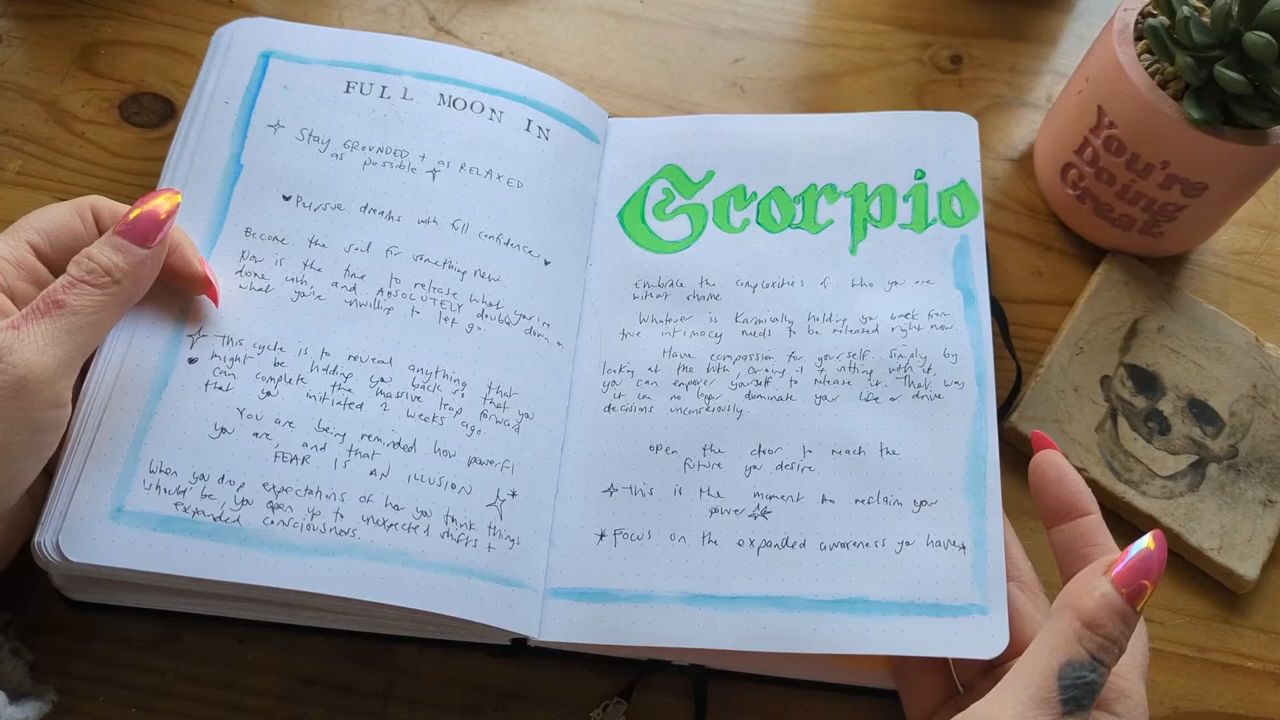 FULL MOON IN
Stay GROUNDED + as RELAXED
as possible
Pursue dreams with full confidence
Become the soil for something new.
Now is the time to release what you're
done with, and ABSOLUTELY double down on
what you're unwilling to let go.
This cycle is to reveal anything that
might be holding you back so that you
can complete the massive leap forward
that you initiated 2 weeks ago.
You are being reminded how powerful
you are, and that
FEAR IS AN ILLUSION
When you drop expectations of how you think things
should be you open up to unexpected shifts +
expanded consciousness.
Scorpio
Embrace the complexities of who you are
without shame
Whatever is Karmically holding you back from
true intimacy needs to be released right now.
Have compassion for yourself. Simply by
looking at the truth, owning it + sitting with it,
you can empower yourself to release it. That way
it can no longer dominate your life or drive
decisions unconsciously.
open the door to reach the
future you desire
This is the moment to reclaim your
power
Focus on the expanded awareness you have
You're
Doing
Great.